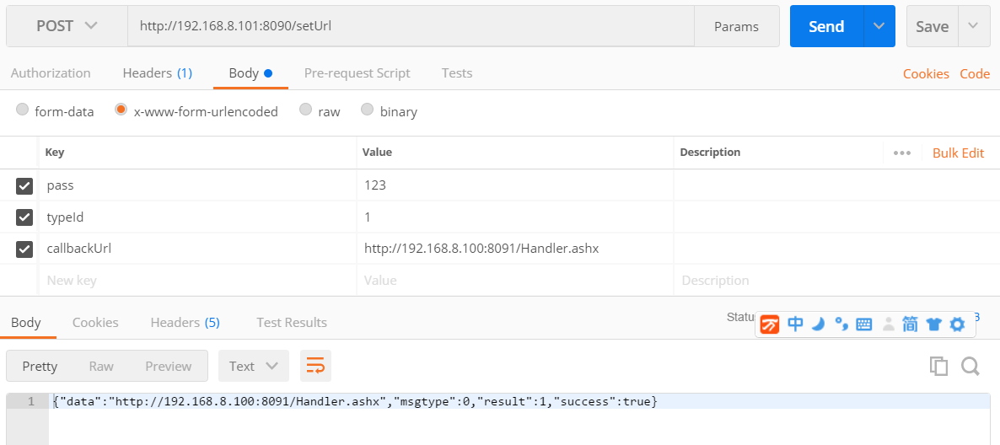 POST http://192.168.8.101:8090/setUrl Params Send Save
Authorization Headers (1) Body Pre-request Script Tests Cookies Code
form-data x-www-form-urlencoded raw binary
Key Value Description Bulk Edit
pass 123
typeId 1
callbackUrl http://192.168.8.100:8091/Handler.ashx
New key Value Description
Body Cookies Headers (5) Test Results
中 简
Pretty Raw Preview Text
1 {"data":"http://192.168.8.100:8091/Handler.ashx","msgtype":0,"result":1,"success":true}